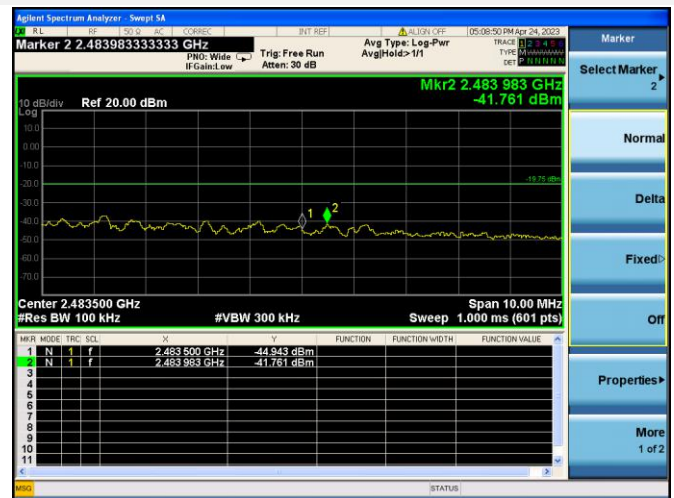 Agilent Spectrum Analyzer - Swept SA
RL RF 50 Ω AC CORREC INT REF ALIGN OFF 05:08:50 PM Apr 24, 2023
Marker 2 2.483983333333 GHz
PNO: Wide
IFGain:Low
Trig: Free Run
Atten: 30 dB
Avg Type: Log-Pwr
Avg|Hold>1/1
TRACE 1 2 3 4 5 6
TYPE M
DET P N N N N N
Mkr2 2.483 983 GHz
-41.761 dBm
10 dB/div Ref 20.00 dBm
Log
10.0
0.00
-10.0
-20.0
-19.75 dBm
-30.0
-40.0
-50.0
-60.0
-70.0
1
2
Center 2.483500 GHz Span 10.00 MHz
#Res BW 100 kHz #VBW 300 kHz Sweep 1.000 ms (601 pts)
MKR MODE TRC SCL X Y FUNCTION FUNCTION WIDTH FUNCTION VALUE
1 N 1 f 2.483 500 GHz -44.943 dBm
2 N 1 f 2.483 983 GHz -41.761 dBm
3
4
5
6
7
8
9
10
11
MSG STATUS
Marker
Select Marker
2
Normal
Delta
Fixed
Off
Properties
More
1 of 2